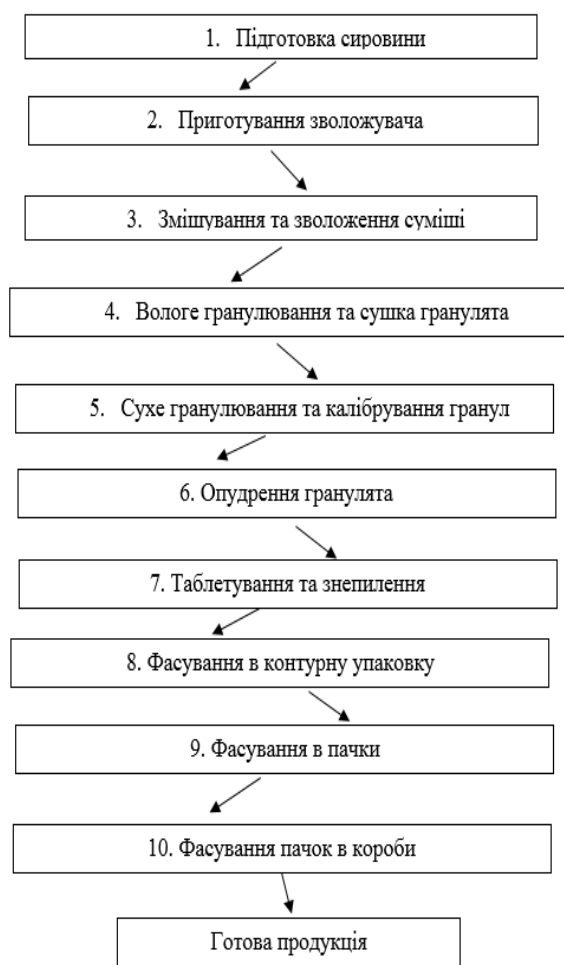 1. Підготовка сировини
2. Приготування зволожувача
3. Змішування та зволоження суміші
4. Вологе гранулювання та сушка гранулята
5. Сухе гранулювання та калібрування гранул
6. Опудрення гранулята
7. Таблетування та знепилення
8. Фасування в контурну упаковку
9. Фасування в пачки
10. Фасування пачок в короби
Готова продукція